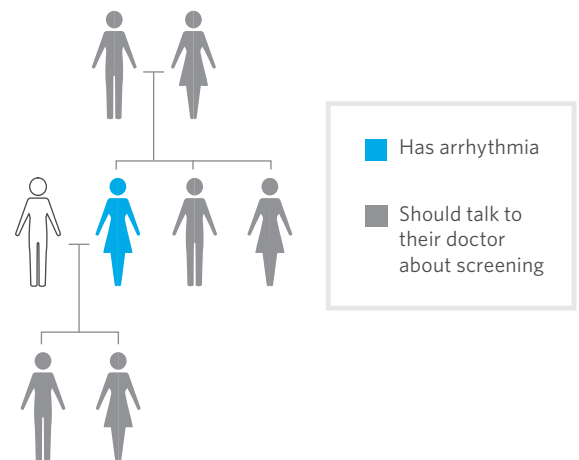 Has arrhythmia
Should talk to
their doctor
about screening